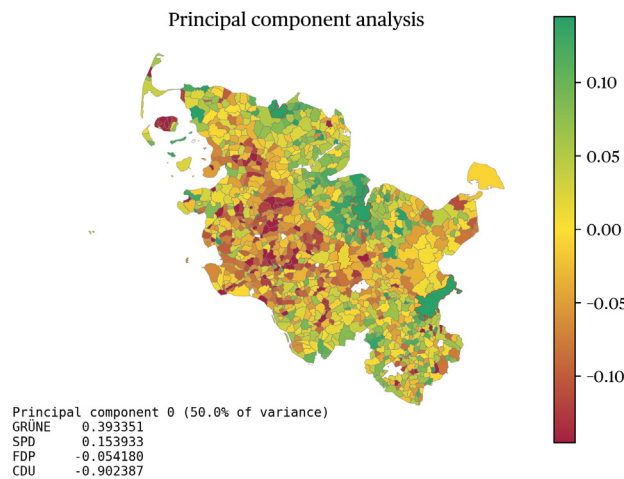 Principal component analysis
0.10
0.05
0.00
-0.05
-0.10
Principal component 0 (50.0% of variance)
GRÜNE 0.393351
SPD 0.153933
FDP -0.054180
CDU -0.902387